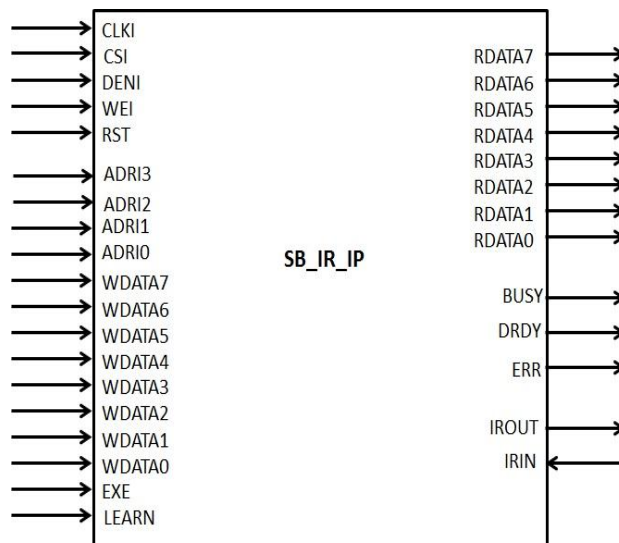 CLKI
CSI
DENI
WEI
RST
ADRI3
ADRI2
ADRI1
ADRI0
WDATA7
WDATA6
WDATA5
WDATA4
WDATA3
WDATA2
WDATA1
WDATA0
EXE
LEARN
SB_IR_IP
RDATA7
RDATA6
RDATA5
RDATA4
RDATA3
RDATA2
RDATA1
RDATA0
BUSY
DRDY
ERR
IROUT
IRIN